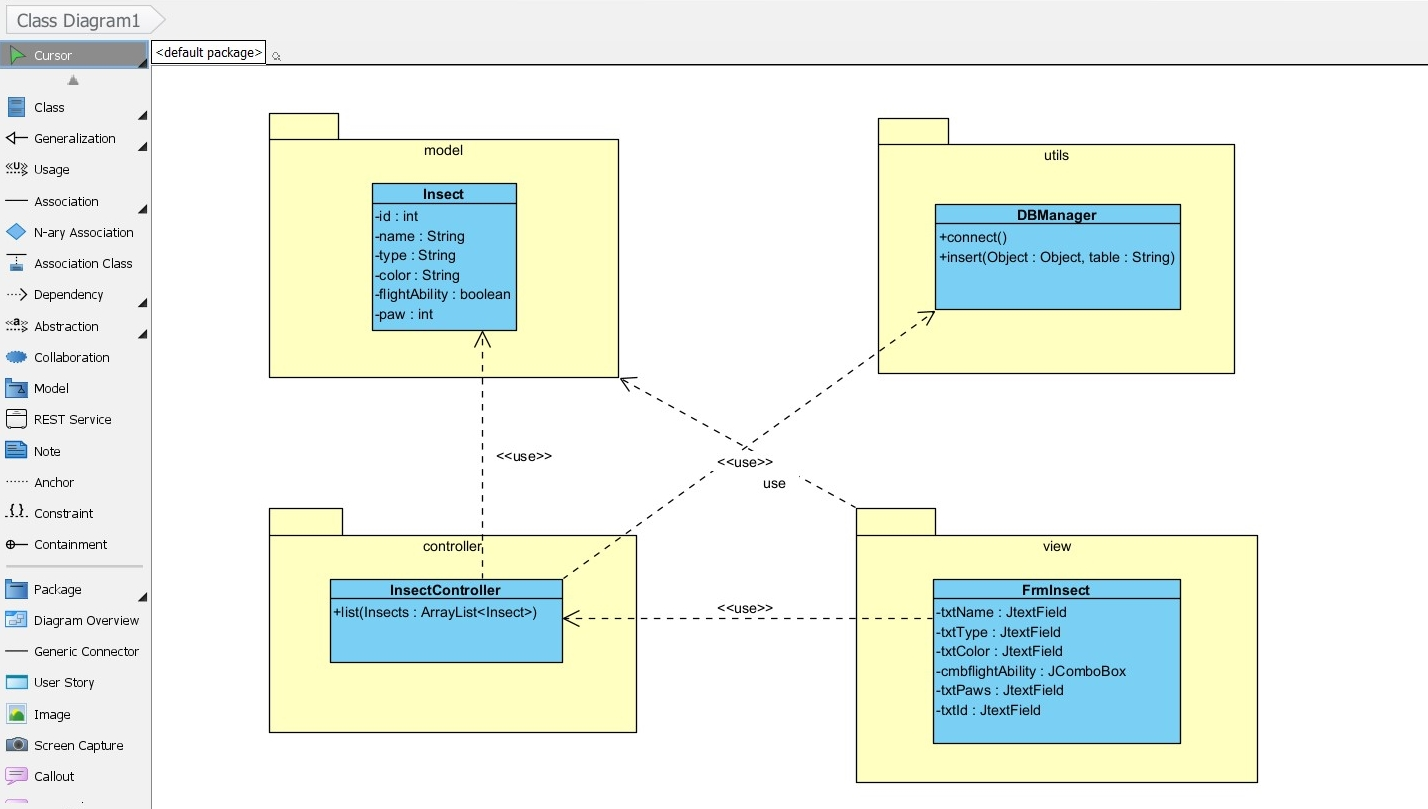 Class Diagram1
Cursor
<default package>
Class
Generalization
Usage
Association
N-ary Association
Association Class
Dependency
Abstraction
Collaboration
Model
REST Service
Note
Anchor
Constraint
Containment
Package
Diagram Overview
Generic Connector
User Story
Image
Screen Capture
Callout
model
Insect
-id : int
-name : String
-type : String
-color : String
-flightAbility : boolean
-paw : int
utils
DBManager
+connect()
+insert(Object : Object, table : String)
<<use>>
<<use>>
use
controller
InsectController
+list(Insects : ArrayList<Insect>)
<<use>>
view
FrmInsect
-txtName : JtextField
-txtType : JtextField
-txtColor : JtextField
-cmbflightAbility : JComboBox
-txtPaws : JtextField
-txtId : JtextField